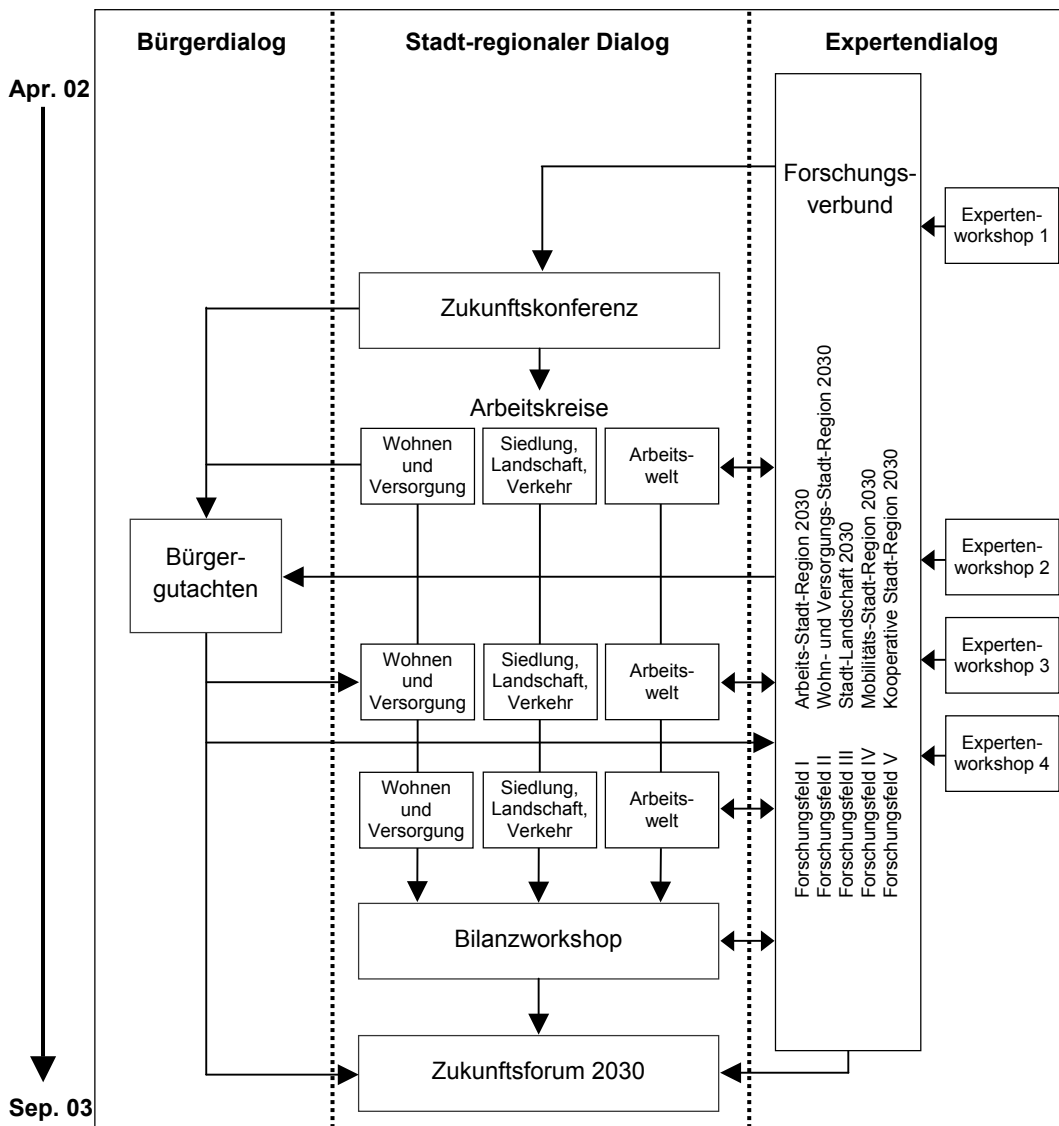 Bürgerdialog
Stadt-regionaler Dialog
Expertendialog
Apr. 02
Forschungs-
verbund
Experten-
workshop 1
Zukunftskonferenz
Arbeitskreise
Wohnen
und
Versorgung
Siedlung,
Landschaft,
Verkehr
Arbeits-
welt
Bürger-
gutachten
Experten-
workshop 2
Wohnen
und
Versorgung
Siedlung,
Landschaft,
Verkehr
Arbeits-
welt
Experten-
workshop 3
Experten-
workshop 4
Wohnen
und
Versorgung
Siedlung,
Landschaft,
Verkehr
Arbeits-
welt
Forschungsfeld I Arbeits-Stadt-Region 2030
Forschungsfeld II Wohn- und Versorgungs-Stadt-Region 2030
Forschungsfeld III Stadt-Landschaft 2030
Forschungsfeld IV Mobilitäts-Stadt-Region 2030
Forschungsfeld V Kooperative Stadt-Region 2030
Bilanzworkshop
Zukunftsforum 2030
Sep. 03